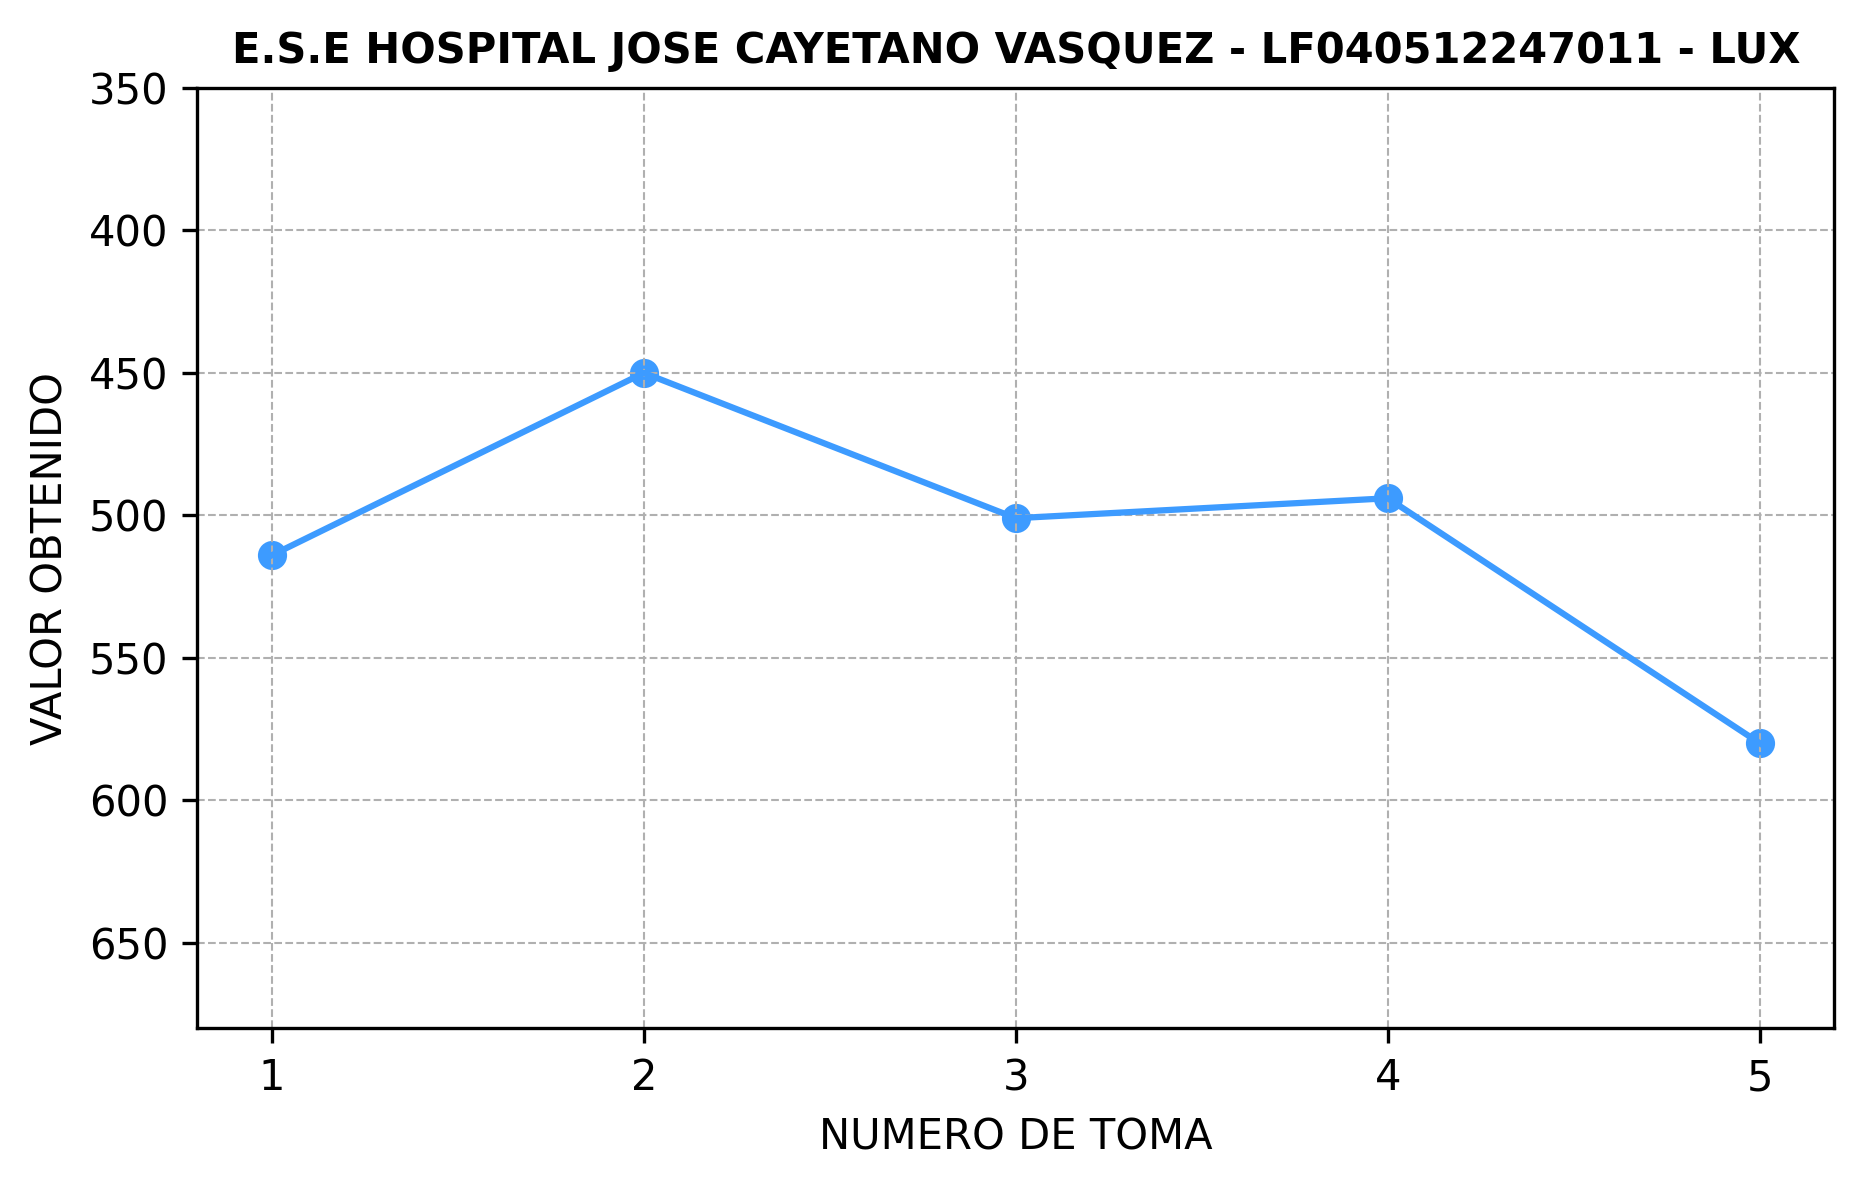 E.S.E HOSPITAL JOSE CAYETANO VASQUEZ - LF040512247011 - LUX
350
400
450
500
550
600
650
VALOR OBTENIDO
1 2 3 4 5
NUMERO DE TOMA